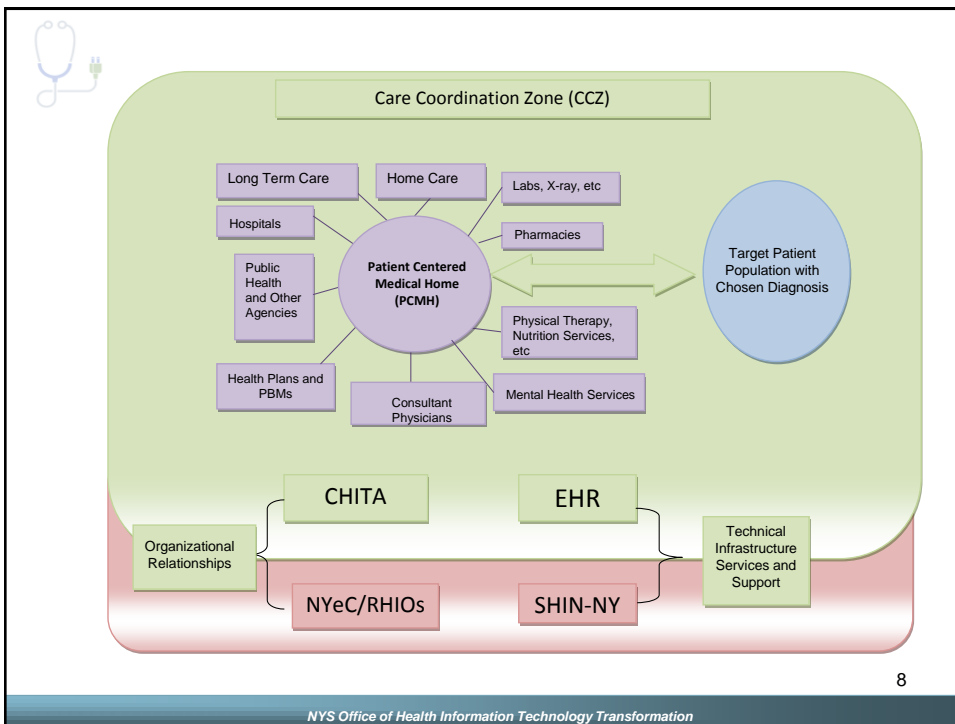 Care Coordination Zone (CCZ)
Long Term Care
Home Care
Labs, X-ray, etc
Hospitals
Pharmacies
Public
Health
and Other
Agencies
Patient Centered
Medical Home
(PCMH)
Target Patient
Population with
Chosen Diagnosis
Physical Therapy,
Nutrition Services,
etc
Health Plans and
PBMs
Consultant
Physicians
Mental Health Services
CHITA
EHR
Organizational
Relationships
Technical
Infrastructure
Services and
Support
NYeC/RHIOs
SHIN-NY
8
NYS Office of Health Information Technology Transformation